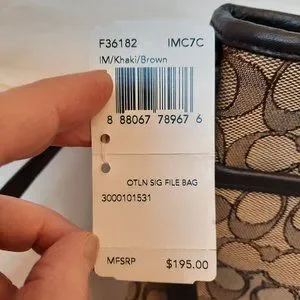 F36182 IMC7C
IM/Khaki/Brown
8 88067 78967 6
OTLN SIG FILE BAG
3000101531
MFSRP $195.00